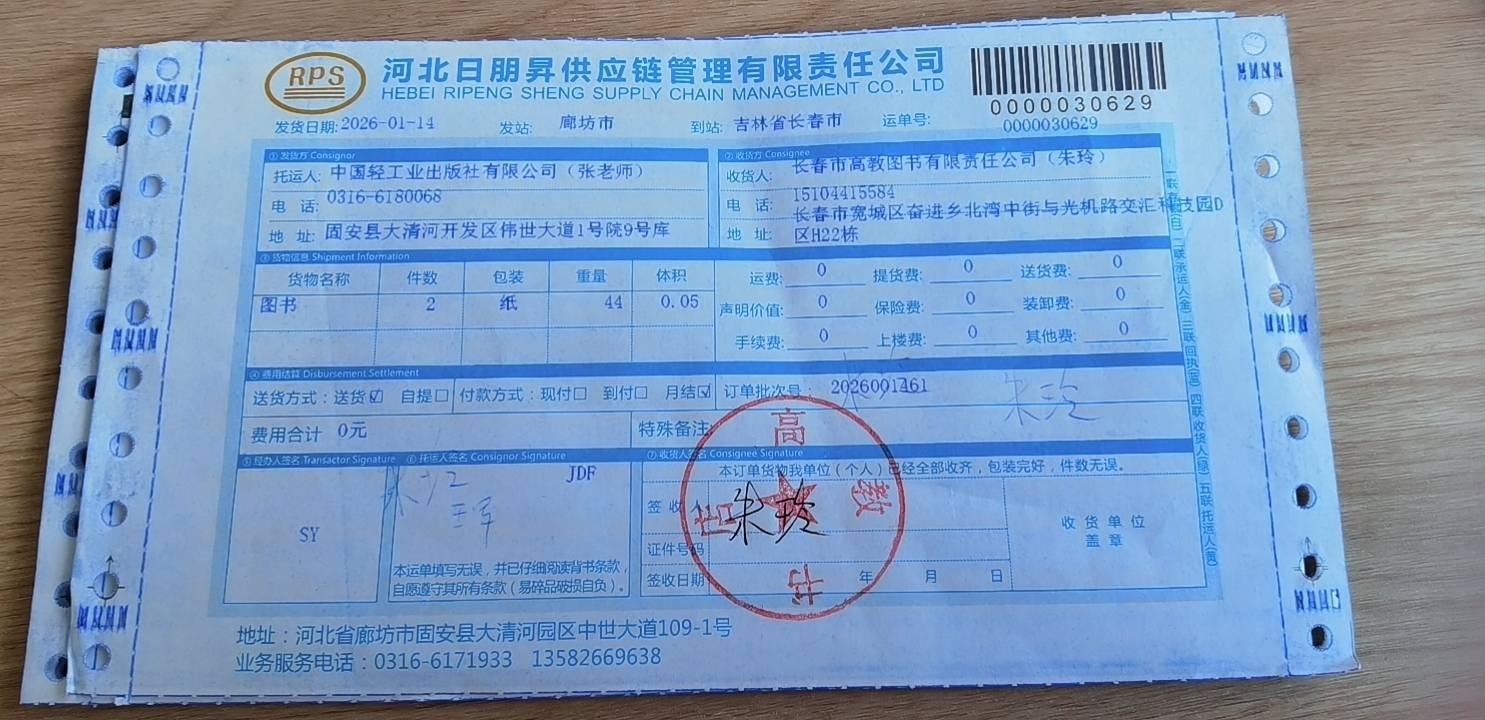 RPS
河北日朋昇供应链管理有限责任公司
HEBEI RIPENG SHENG SUPPLY CHAIN MANAGEMENT CO., LTD
0000030629
发货日期:2026-01-14 发站: 廊坊市 到站: 吉林省长春市 运单号: 0000030629
① 发货方 Consignor
托运人: 中国轻工业出版社有限公司（张老师）
电 话: 0316-6180068
地 址: 固安县大清河开发区伟世大道1号院9号库
② 收货方 Consignee
收货人: 长春市高教图书有限责任公司（朱玲）
电 话: 15104415584
地 址: 长春市宽城区奋进乡北湾中街与光机路交汇科技园D
区H22栋
③ 货物信息 Shipment Information
货物名称 件数 包装 重量 体积
图书 2 纸 44 0.05
运费: 0 提货费: 0 送货费: 0
声明价值: 0 保险费: 0 装卸费: 0
手续费: 0 上楼费: 0 其他费: 0
④ 费用结算 Disbursement Settlement
送货方式：送货☑ 自提□ 付款方式：现付□ 到付□ 月结☑ 订单批次号： 2026001461
朱玲
费用合计 0元 特殊备注:
⑤ 经办人签名 Transactor Signature ⑥ 托运人签名 Consignor Signature ⑦ 收货人签名 Consignee Signature
SY
JDF
本运单填写无误，并已仔细阅读背书条款，
自愿遵守其所有条款（易碎品破损自负）。
本订单货物我单位（个人）已经全部收齐，包装完好，件数无误。
签 收 人 朱玲
证件号码
签收日期 年 月 日
收 货 单 位
盖 章
高
教
书
二联承运人(金) 三联回执(蓝) 四联收货人(绿) 五联托运人(黄)
地址：河北省廊坊市固安县大清河园区中世大道109-1号
业务服务电话：0316-6171933 13582669638